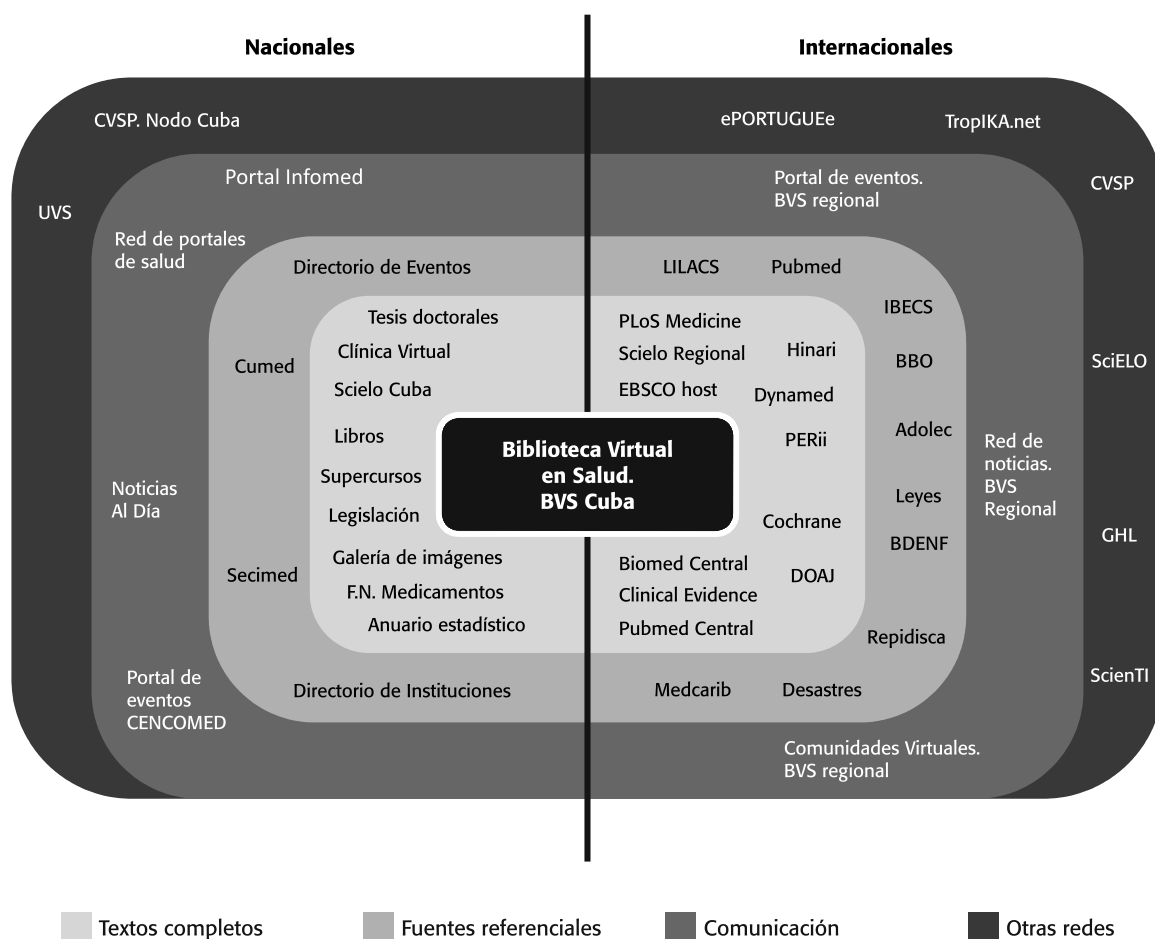 Nacionales
Internacionales
CVSP. Nodo Cuba
ePORTUGUEe
TropIKA.net
Portal Infomed
Portal de eventos.
BVS regional
CVSP
UVS
Red de portales
de salud
Directorio de Eventos
LILACS
Pubmed
IBECS
Tesis doctorales
PLoS Medicine
Clínica Virtual
Scielo Regional
Hinari
Cumed
BBO
SciELO
Scielo Cuba
EBSCO host
Dynamed
Libros
PERii
Adolec
Biblioteca Virtual
en Salud.
BVS Cuba
Red de
noticias.
BVS
Regional
Supercursos
Noticias
Al Día
Leyes
Legislación
Cochrane
GHL
BDENF
Galería de imágenes
Biomed Central
DOAJ
Secimed
F.N. Medicamentos
Clinical Evidence
Anuario estadístico
Pubmed Central
Repidisca
Portal de
eventos
CENCOMED
ScienTI
Directorio de Instituciones
Medcarib
Desastres
Comunidades Virtuales.
BVS regional
Textos completos
Fuentes referenciales
Comunicación
Otras redes